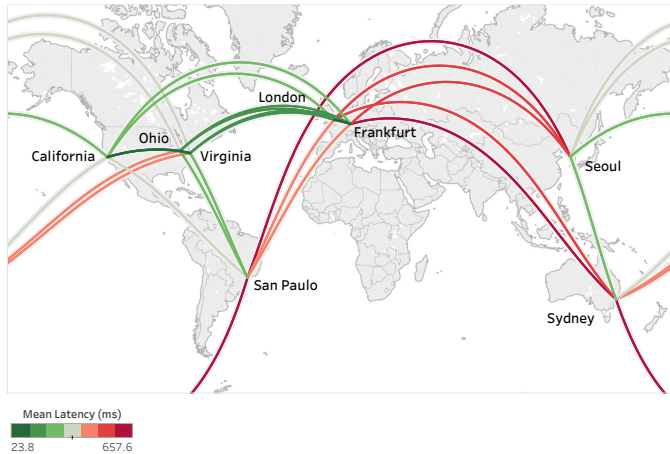 London
Ohio
California
Virginia
Frankfurt
Seoul
San Paulo
Sydney
Mean Latency (ms)
23.8
657.6